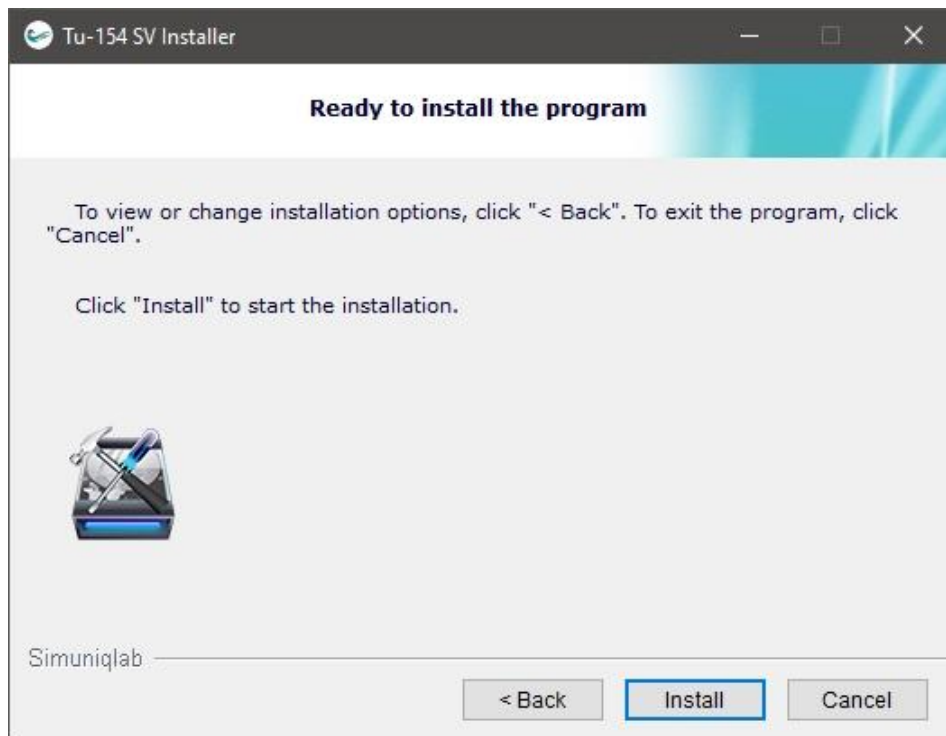 Tu-154 SV Installer
Ready to install the program
To view or change installation options, click "< Back". To exit the program, click
"Cancel".
Click "Install" to start the installation.
Simuniqlab
< Back
Install
Cancel